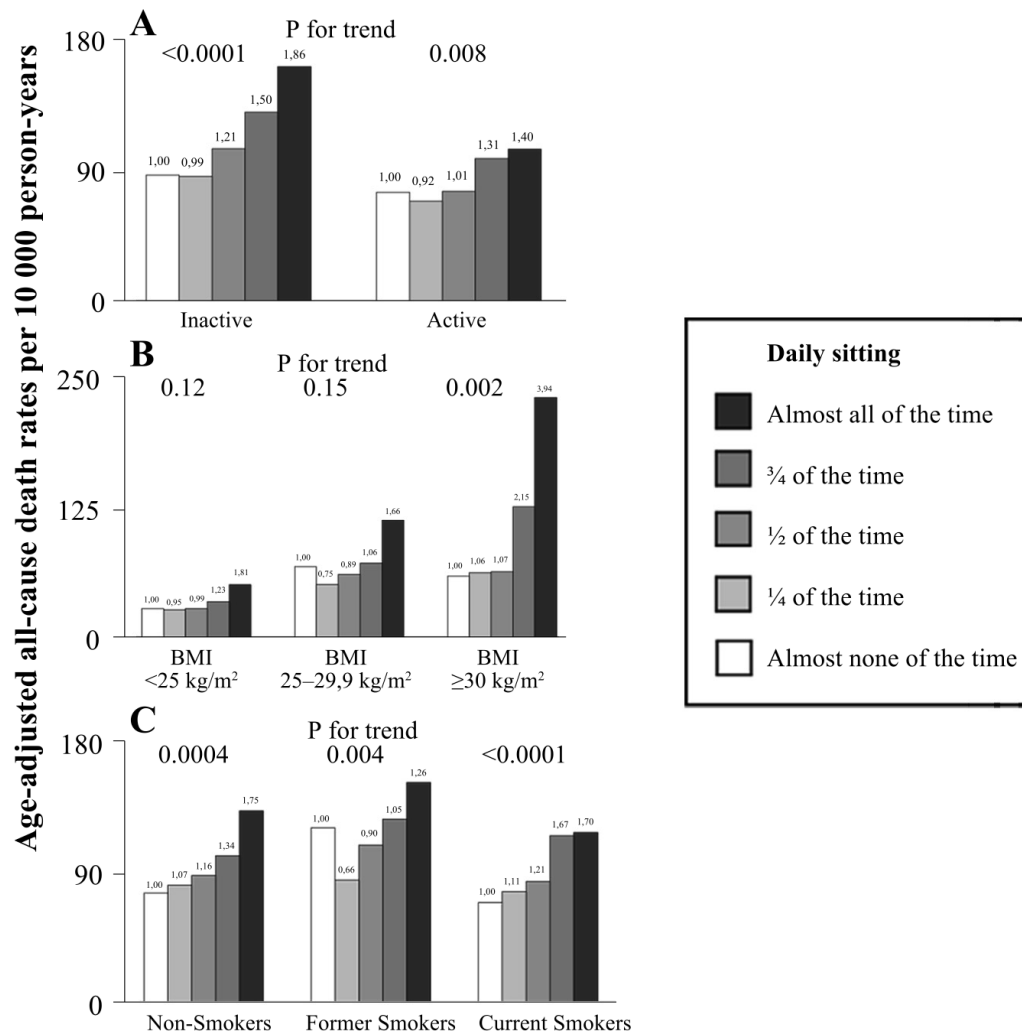 Age-adjusted all-cause death rates per 10 000 person-years
A
P for trend
<0.0001
0.008
180
90
0
1,00
0,99
1,21
1,50
1,86
1,00
0,92
1,01
1,31
1,40
Inactive
Active
B
P for trend
0.12
0.15
0.002
250
125
0
1,00
0,95
0,99
1,23
1,81
1,00
0,75
0,89
1,06
1,66
1,00
1,06
1,07
2,15
3,94
BMI
<25 kg/m²
BMI
25–29,9 kg/m²
BMI
≥30 kg/m²
C
P for trend
0.0004
0.004
<0.0001
180
90
0
1,00
1,07
1,16
1,34
1,75
1,00
0,66
0,90
1,05
1,26
1,00
1,11
1,21
1,67
1,70
Non-Smokers
Former Smokers
Current Smokers
Daily sitting
Almost all of the time
¾ of the time
½ of the time
¼ of the time
Almost none of the time